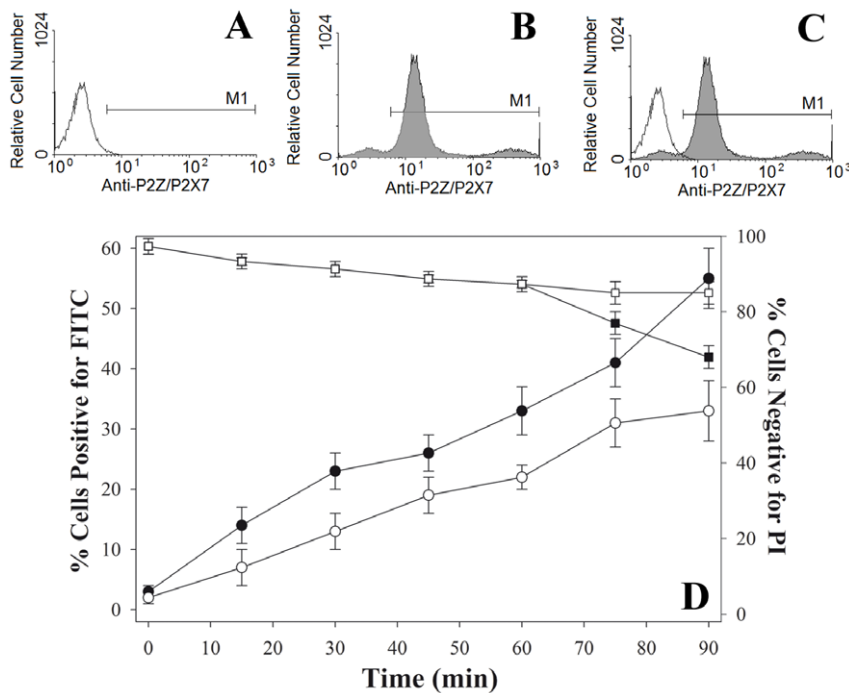 A
1024
Relative Cell Number
0
M1
10^0 10^1 10^2 10^3
Anti-P2Z/P2X7
B
1024
Relative Cell Number
0
M1
10^0 10^1 10^2 10^3
Anti-P2Z/P2X7
C
1024
Relative Cell Number
0
M1
10^0 10^1 10^2 10^3
Anti-P2Z/P2X7
% Cells Positive for FITC
60
50
40
30
20
10
0
100
80
60
40
20
0
% Cells Negative for PI
D
0 10 20 30 40 50 60 70 80 90
Time (min)